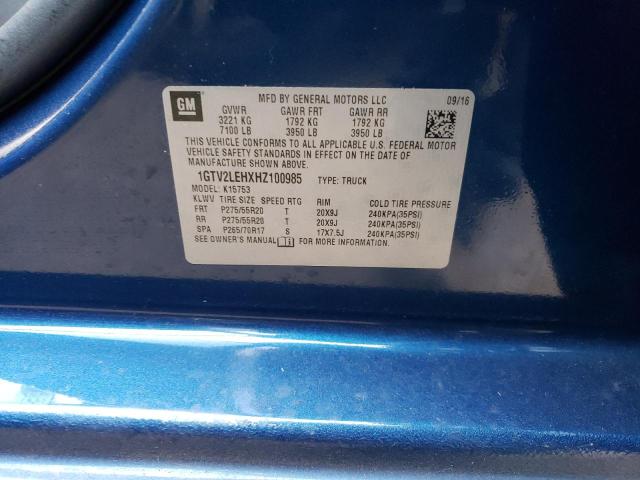 GM
MFD BY GENERAL MOTORS LLC 09/16
GVWR GAWR FRT GAWR RR
3221 KG 1792 KG 1792 KG
7100 LB 3950 LB 3950 LB
THIS VEHICLE CONFORMS TO ALL APPLICABLE U.S. FEDERAL MOTOR
VEHICLE SAFETY STANDARDS IN EFFECT ON THE DATE OF
MANUFACTURE SHOWN ABOVE.
1GTV2LEHXHZ100985 TYPE: TRUCK
MODEL: K15753
KLWV TIRE SIZE SPEED RTG RIM COLD TIRE PRESSURE
FRT P275/55R20 T 20X9J 240KPA(35PSI)
RR P275/55R20 T 20X9J 240KPA(35PSI)
SPA P265/70R17 S 17X7.5J 240KPA(35PSI)
SEE OWNER'S MANUAL i FOR MORE INFORMATION.